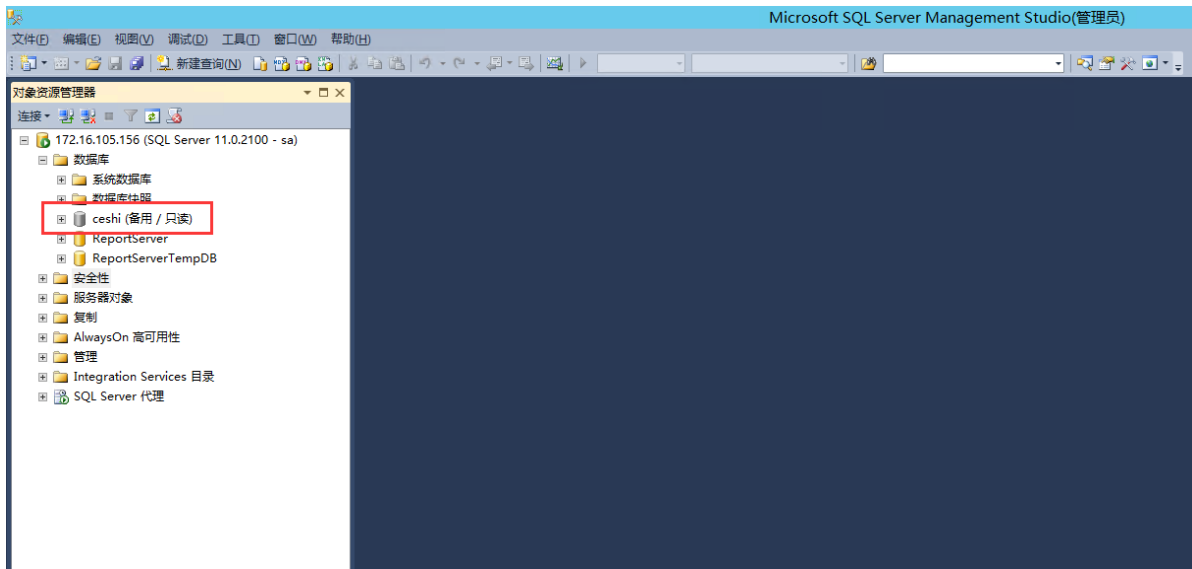 Microsoft SQL Server Management Studio(管理员)
文件(F) 编辑(E) 视图(V) 调试(D) 工具(T) 窗口(W) 帮助(H)
新建查询(N)
对象资源管理器
连接
172.16.105.156 (SQL Server 11.0.2100 - sa)
数据库
系统数据库
数据库快照
ceshi (备用 / 只读)
ReportServer
ReportServerTempDB
安全性
服务器对象
复制
AlwaysOn 高可用性
管理
Integration Services 目录
SQL Server 代理